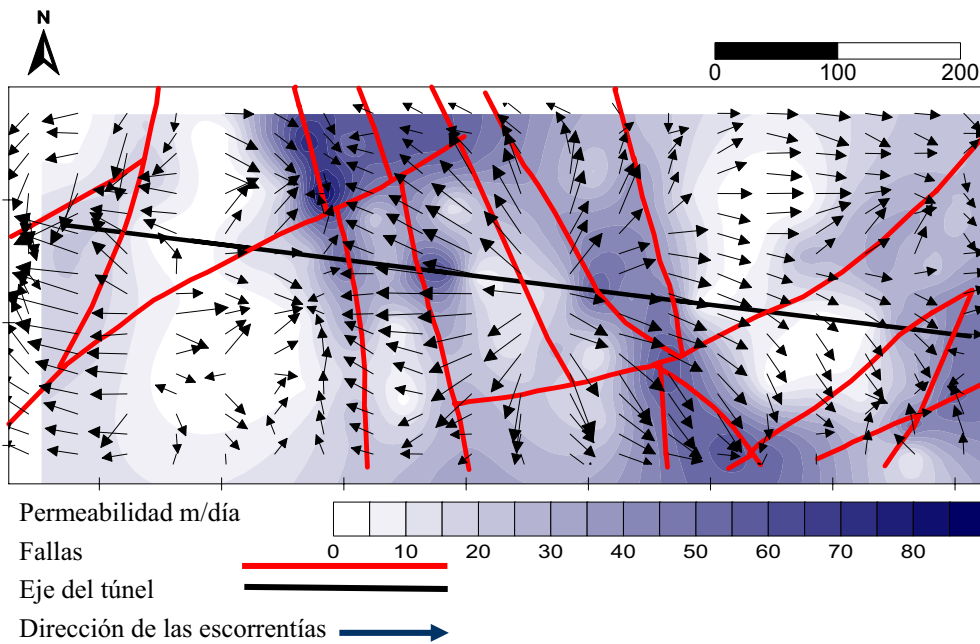 N
0 100 200
Permeabilidad m/día
0 10 20 30 40 50 60 70 80
Fallas
Eje del túnel
Dirección de las escorrentías